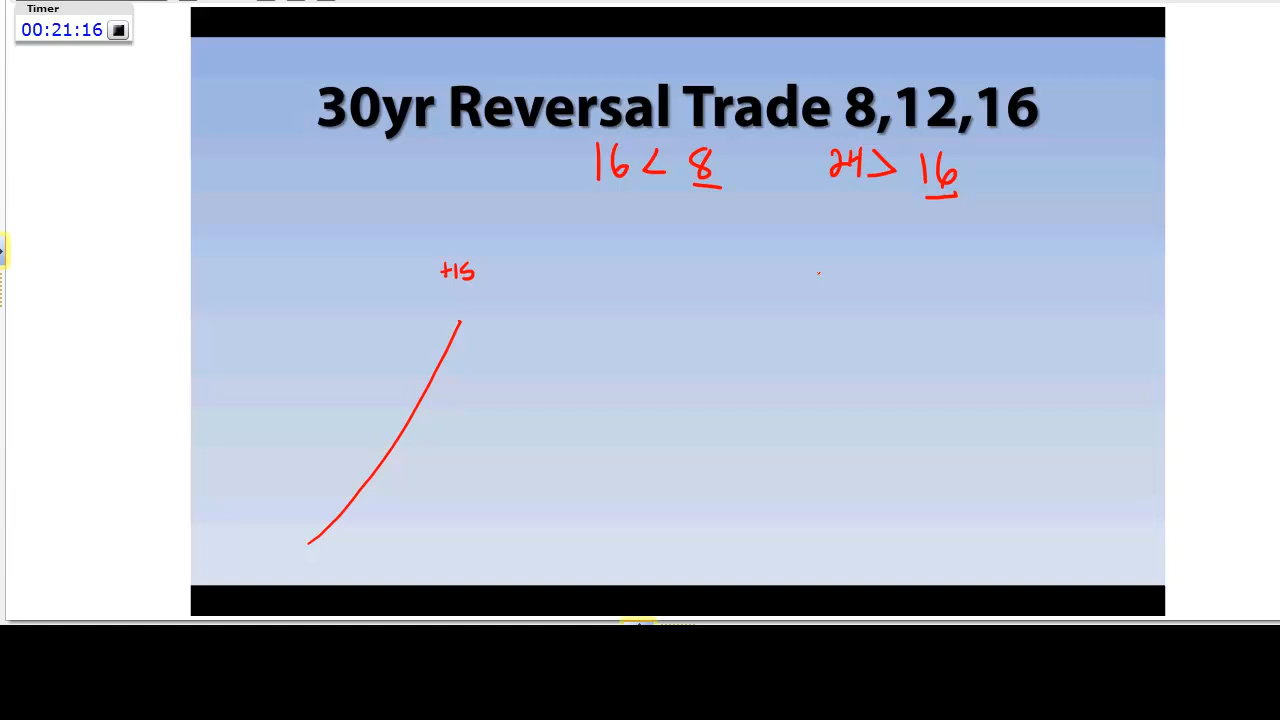 Timer
00:21:16
30yr Reversal Trade 8,12,16
16 < 8 24 > 16
+15